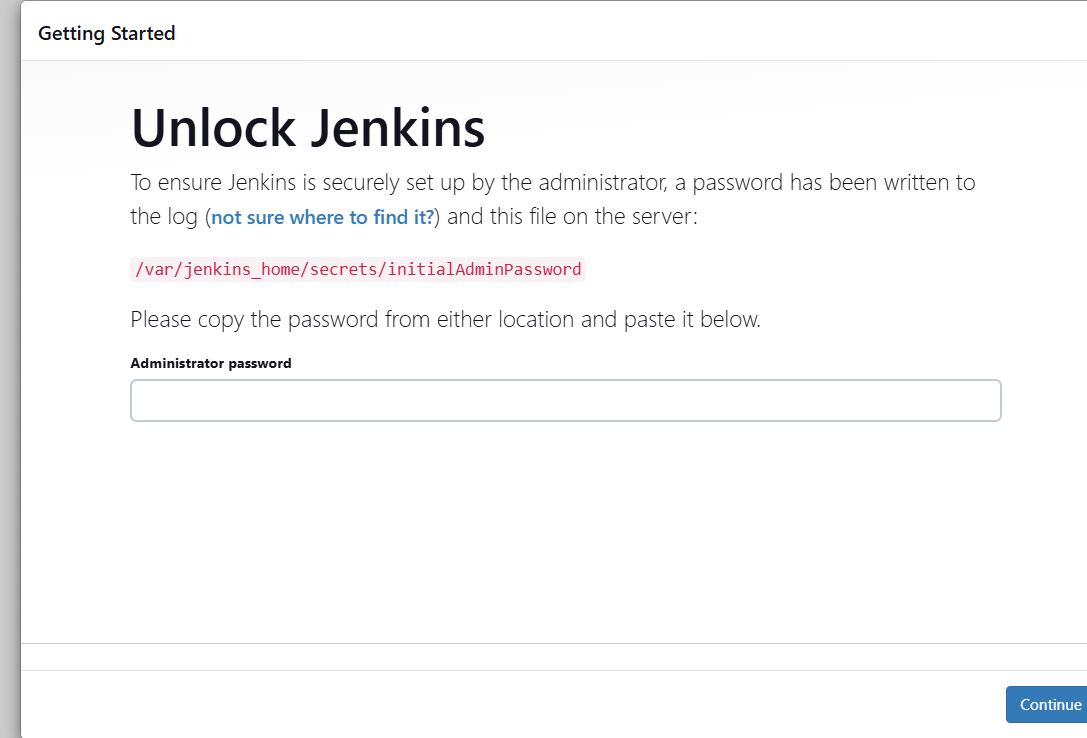 Getting Started
Unlock Jenkins
To ensure Jenkins is securely set up by the administrator, a password has been written to
the log (not sure where to find it?) and this file on the server:
/var/jenkins_home/secrets/initialAdminPassword
Please copy the password from either location and paste it below.
Administrator password
Continue